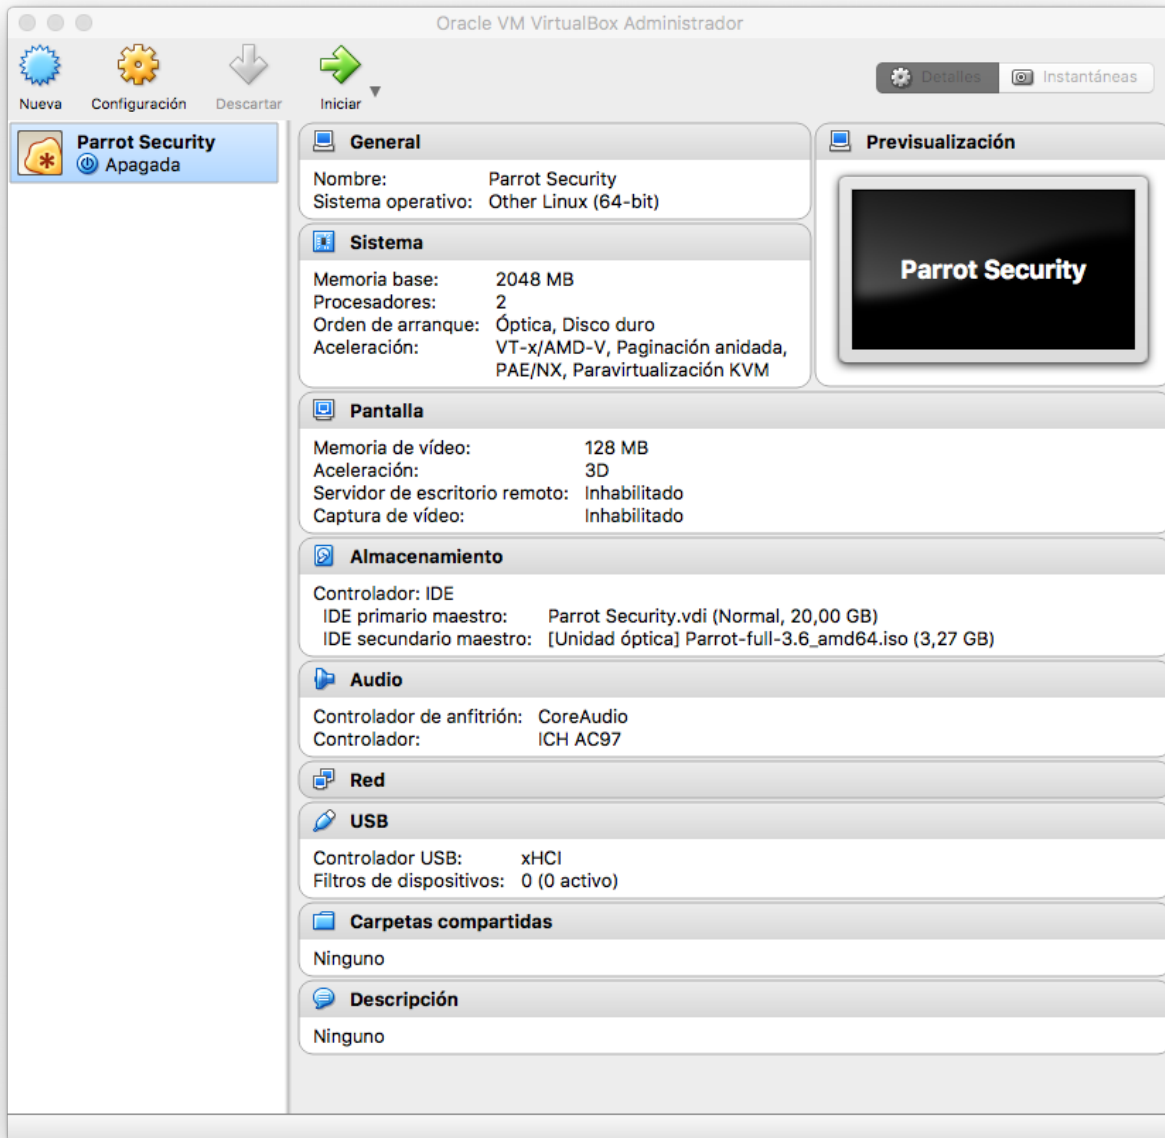 Oracle VM VirtualBox Administrador
Nueva
Configuración
Descartar
Iniciar
Detalles
Instantáneas
Parrot Security
Apagada
General
Nombre: Parrot Security
Sistema operativo: Other Linux (64-bit)
Previsualización
Parrot Security
Sistema
Memoria base: 2048 MB
Procesadores: 2
Orden de arranque: Óptica, Disco duro
Aceleración: VT-x/AMD-V, Paginación anidada,
PAE/NX, Paravirtualización KVM
Pantalla
Memoria de vídeo: 128 MB
Aceleración: 3D
Servidor de escritorio remoto: Inhabilitado
Captura de vídeo: Inhabilitado
Almacenamiento
Controlador: IDE
IDE primario maestro: Parrot Security.vdi (Normal, 20,00 GB)
IDE secundario maestro: [Unidad óptica] Parrot-full-3.6_amd64.iso (3,27 GB)
Audio
Controlador de anfitrión: CoreAudio
Controlador: ICH AC97
Red
USB
Controlador USB: xHCI
Filtros de dispositivos: 0 (0 activo)
Carpetas compartidas
Ninguno
Descripción
Ninguno